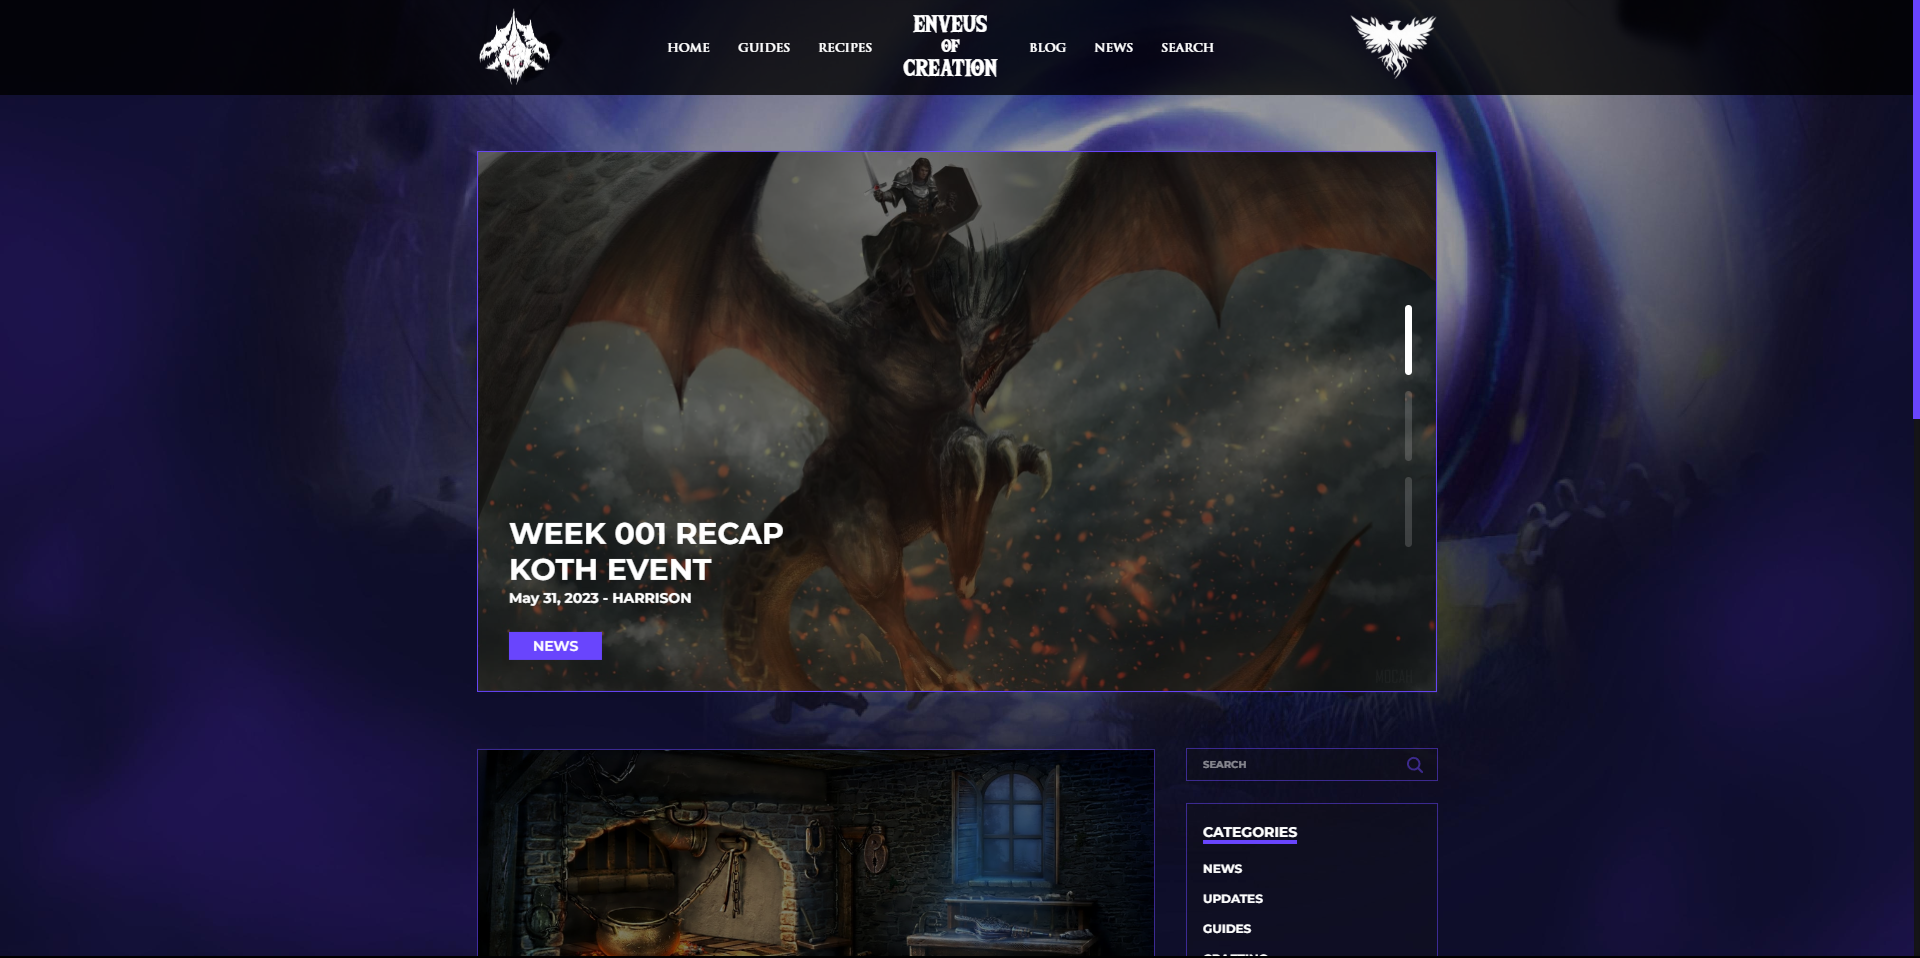 HOME
GUIDES
RECIPES
ENVEUS
OF
CREATION
BLOG
NEWS
SEARCH
WEEK 001 RECAP
KOTH EVENT
May 31, 2023 - HARRISON
NEWS
SEARCH
CATEGORIES
NEWS
UPDATES
GUIDES